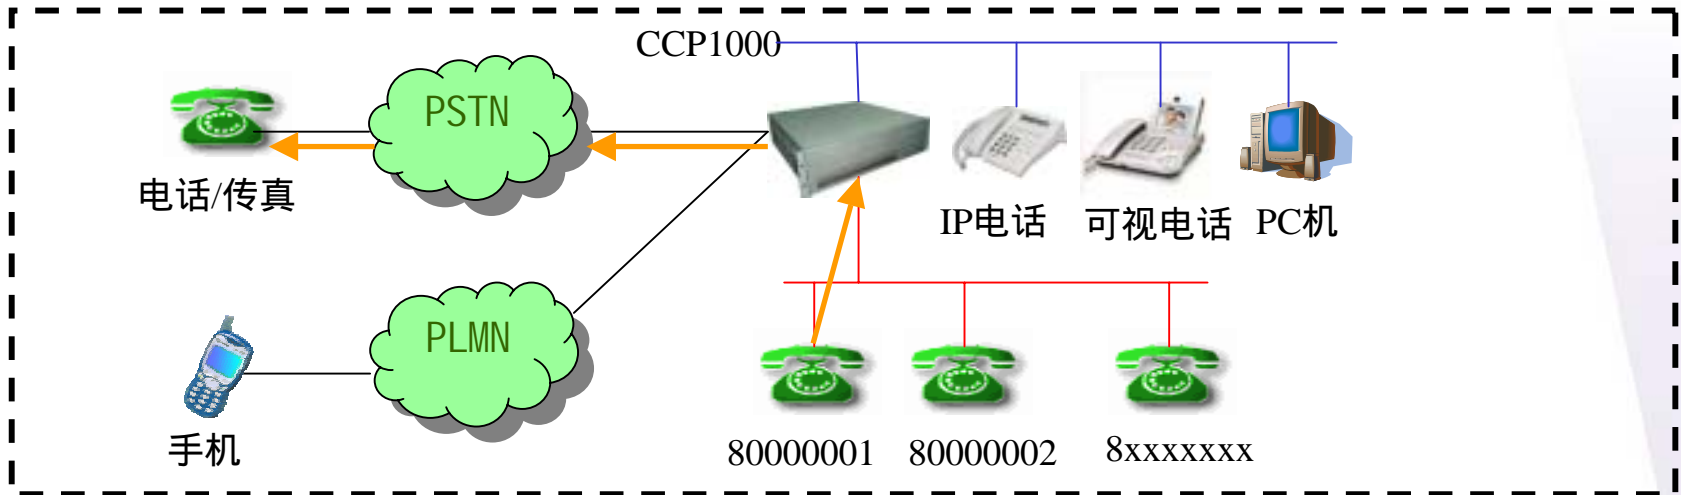 CCP1000
PSTN
电话/传真
IP电话
可视电话
PC机
PLMN
手机
80000001
80000002
8xxxxxxx